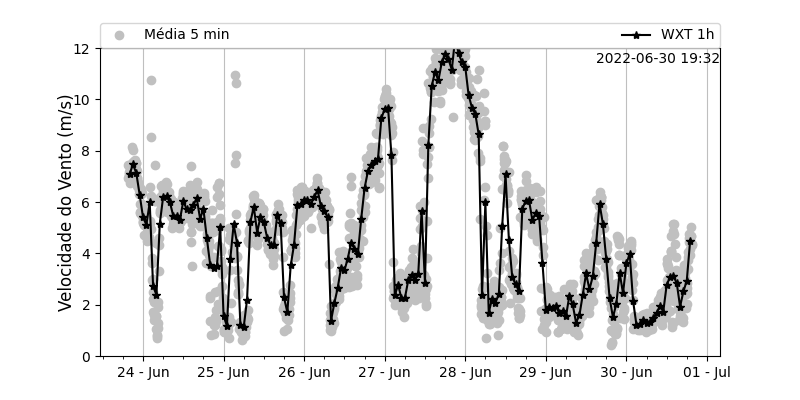 Média 5 min
WXT 1h
2022-06-30 19:32
Velocidade do Vento (m/s)
12
10
8
6
4
2
0
24 - Jun
25 - Jun
26 - Jun
27 - Jun
28 - Jun
29 - Jun
30 - Jun
01 - Jul